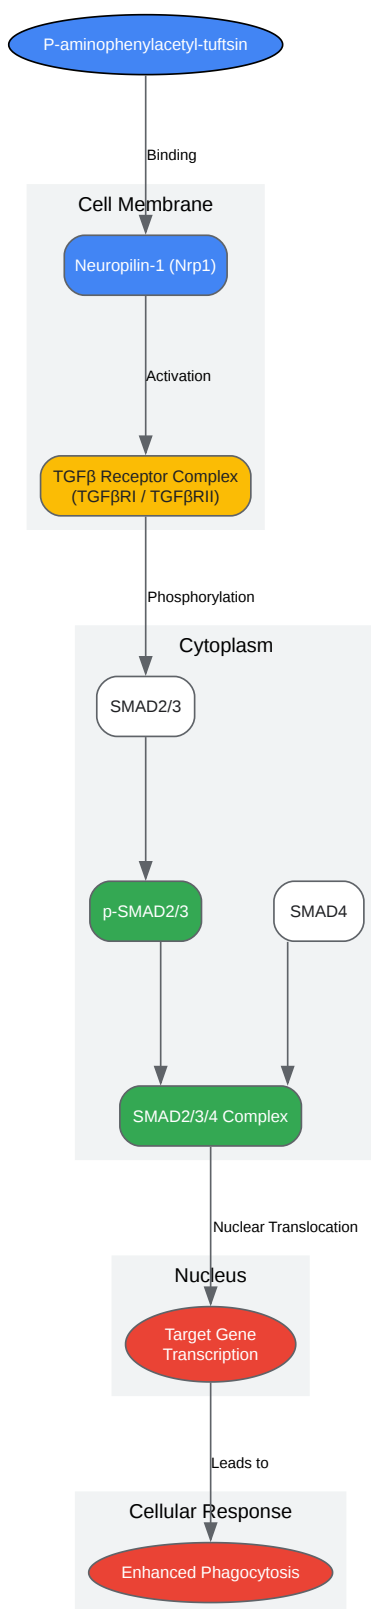 P-aminophenylacetyl-tuftsin
Binding
Cell Membrane
Neuropilin-1 (Nrp1)
Activation
TGFβ Receptor Complex
(TGFβRI / TGFβRII)
Phosphorylation
Cytoplasm
SMAD2/3
p-SMAD2/3
SMAD4
SMAD2/3/4 Complex
Nuclear Translocation
Nucleus
Target Gene
Transcription
Leads to
Cellular Response
Enhanced Phagocytosis